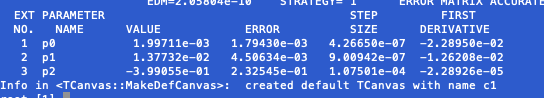 EDM=2.05804e-10    STRATEGY= 1      ERROR MATRIX ACCURATE
EXT PARAMETER                                   STEP         FIRST
NO.   NAME      VALUE            ERROR          SIZE      DERIVATIVE
1  p0           1.99711e-03   1.79430e-03   4.26650e-07  -2.28950e-02
2  p1           1.37732e-02   4.50634e-03   9.00942e-07  -1.26208e-02
3  p2          -3.99055e-01   2.32545e-01   1.07501e-04  -2.28926e-05
Info in <TCanvas::MakeDefCanvas>:  created default TCanvas with name c1